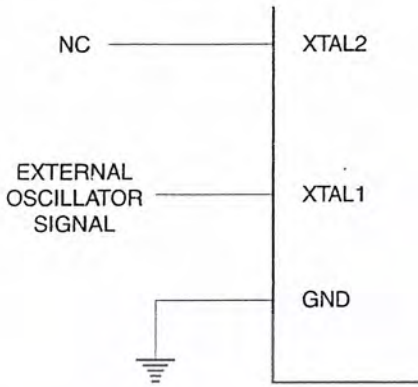 NC
XTAL2
EXTERNAL
OSCILLATOR
SIGNAL
XTAL1
GND